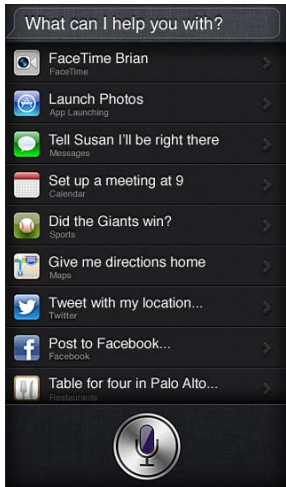 What can I help you with?
FaceTime Brian
FaceTime
Launch Photos
App Launching
Tell Susan I'll be right there
Messages
Set up a meeting at 9
Calendar
Did the Giants win?
Sports
Give me directions home
Maps
Tweet with my location...
Twitter
Post to Facebook...
Facebook
Table for four in Palo Alto...
Restaurants